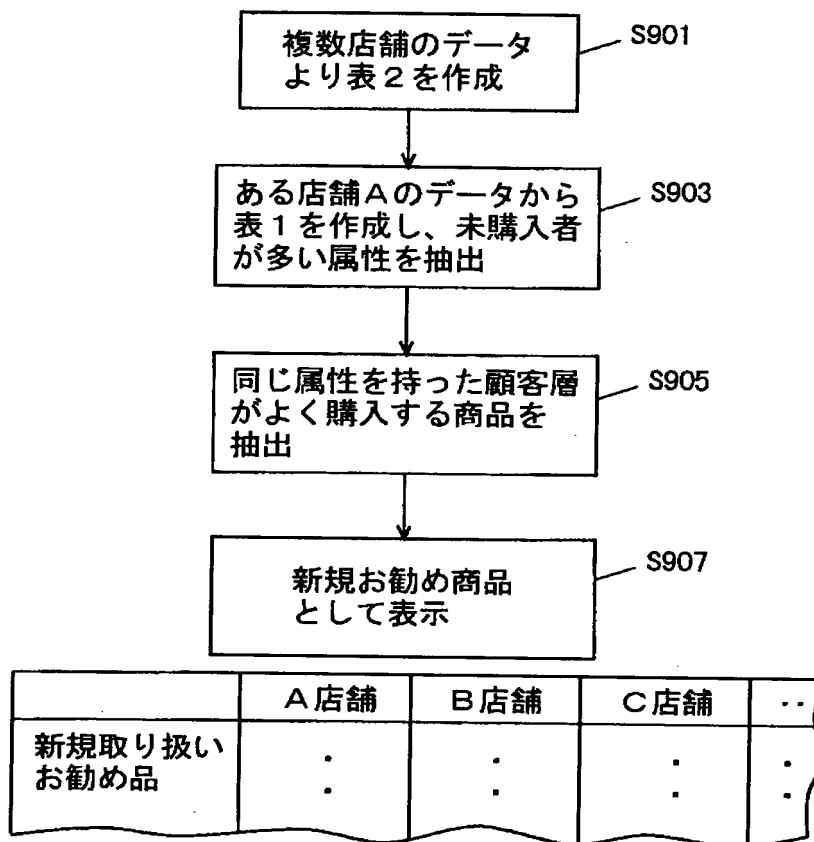 複数店舗のデータ
より表2を作成
S901
ある店舗Aのデータから
表1を作成し、未購入者
が多い属性を抽出
S903
同じ属性を持った顧客層
がよく購入する商品を
抽出
S905
新規お勧め商品
として表示
S907
A店舗 B店舗 C店舗 ‥
新規取り扱い
お勧め品